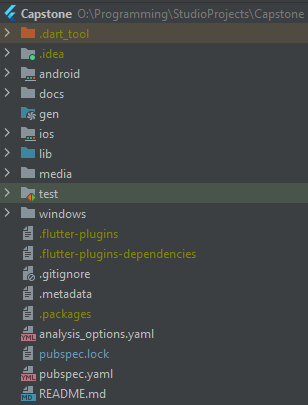 Capstone O:\Programming\StudioProjects\Capstone
.dart_tool
.idea
android
docs
gen
ios
lib
media
test
windows
.flutter-plugins
.flutter-plugins-dependencies
.gitignore
.metadata
.packages
analysis_options.yaml
pubspec.lock
pubspec.yaml
README.md